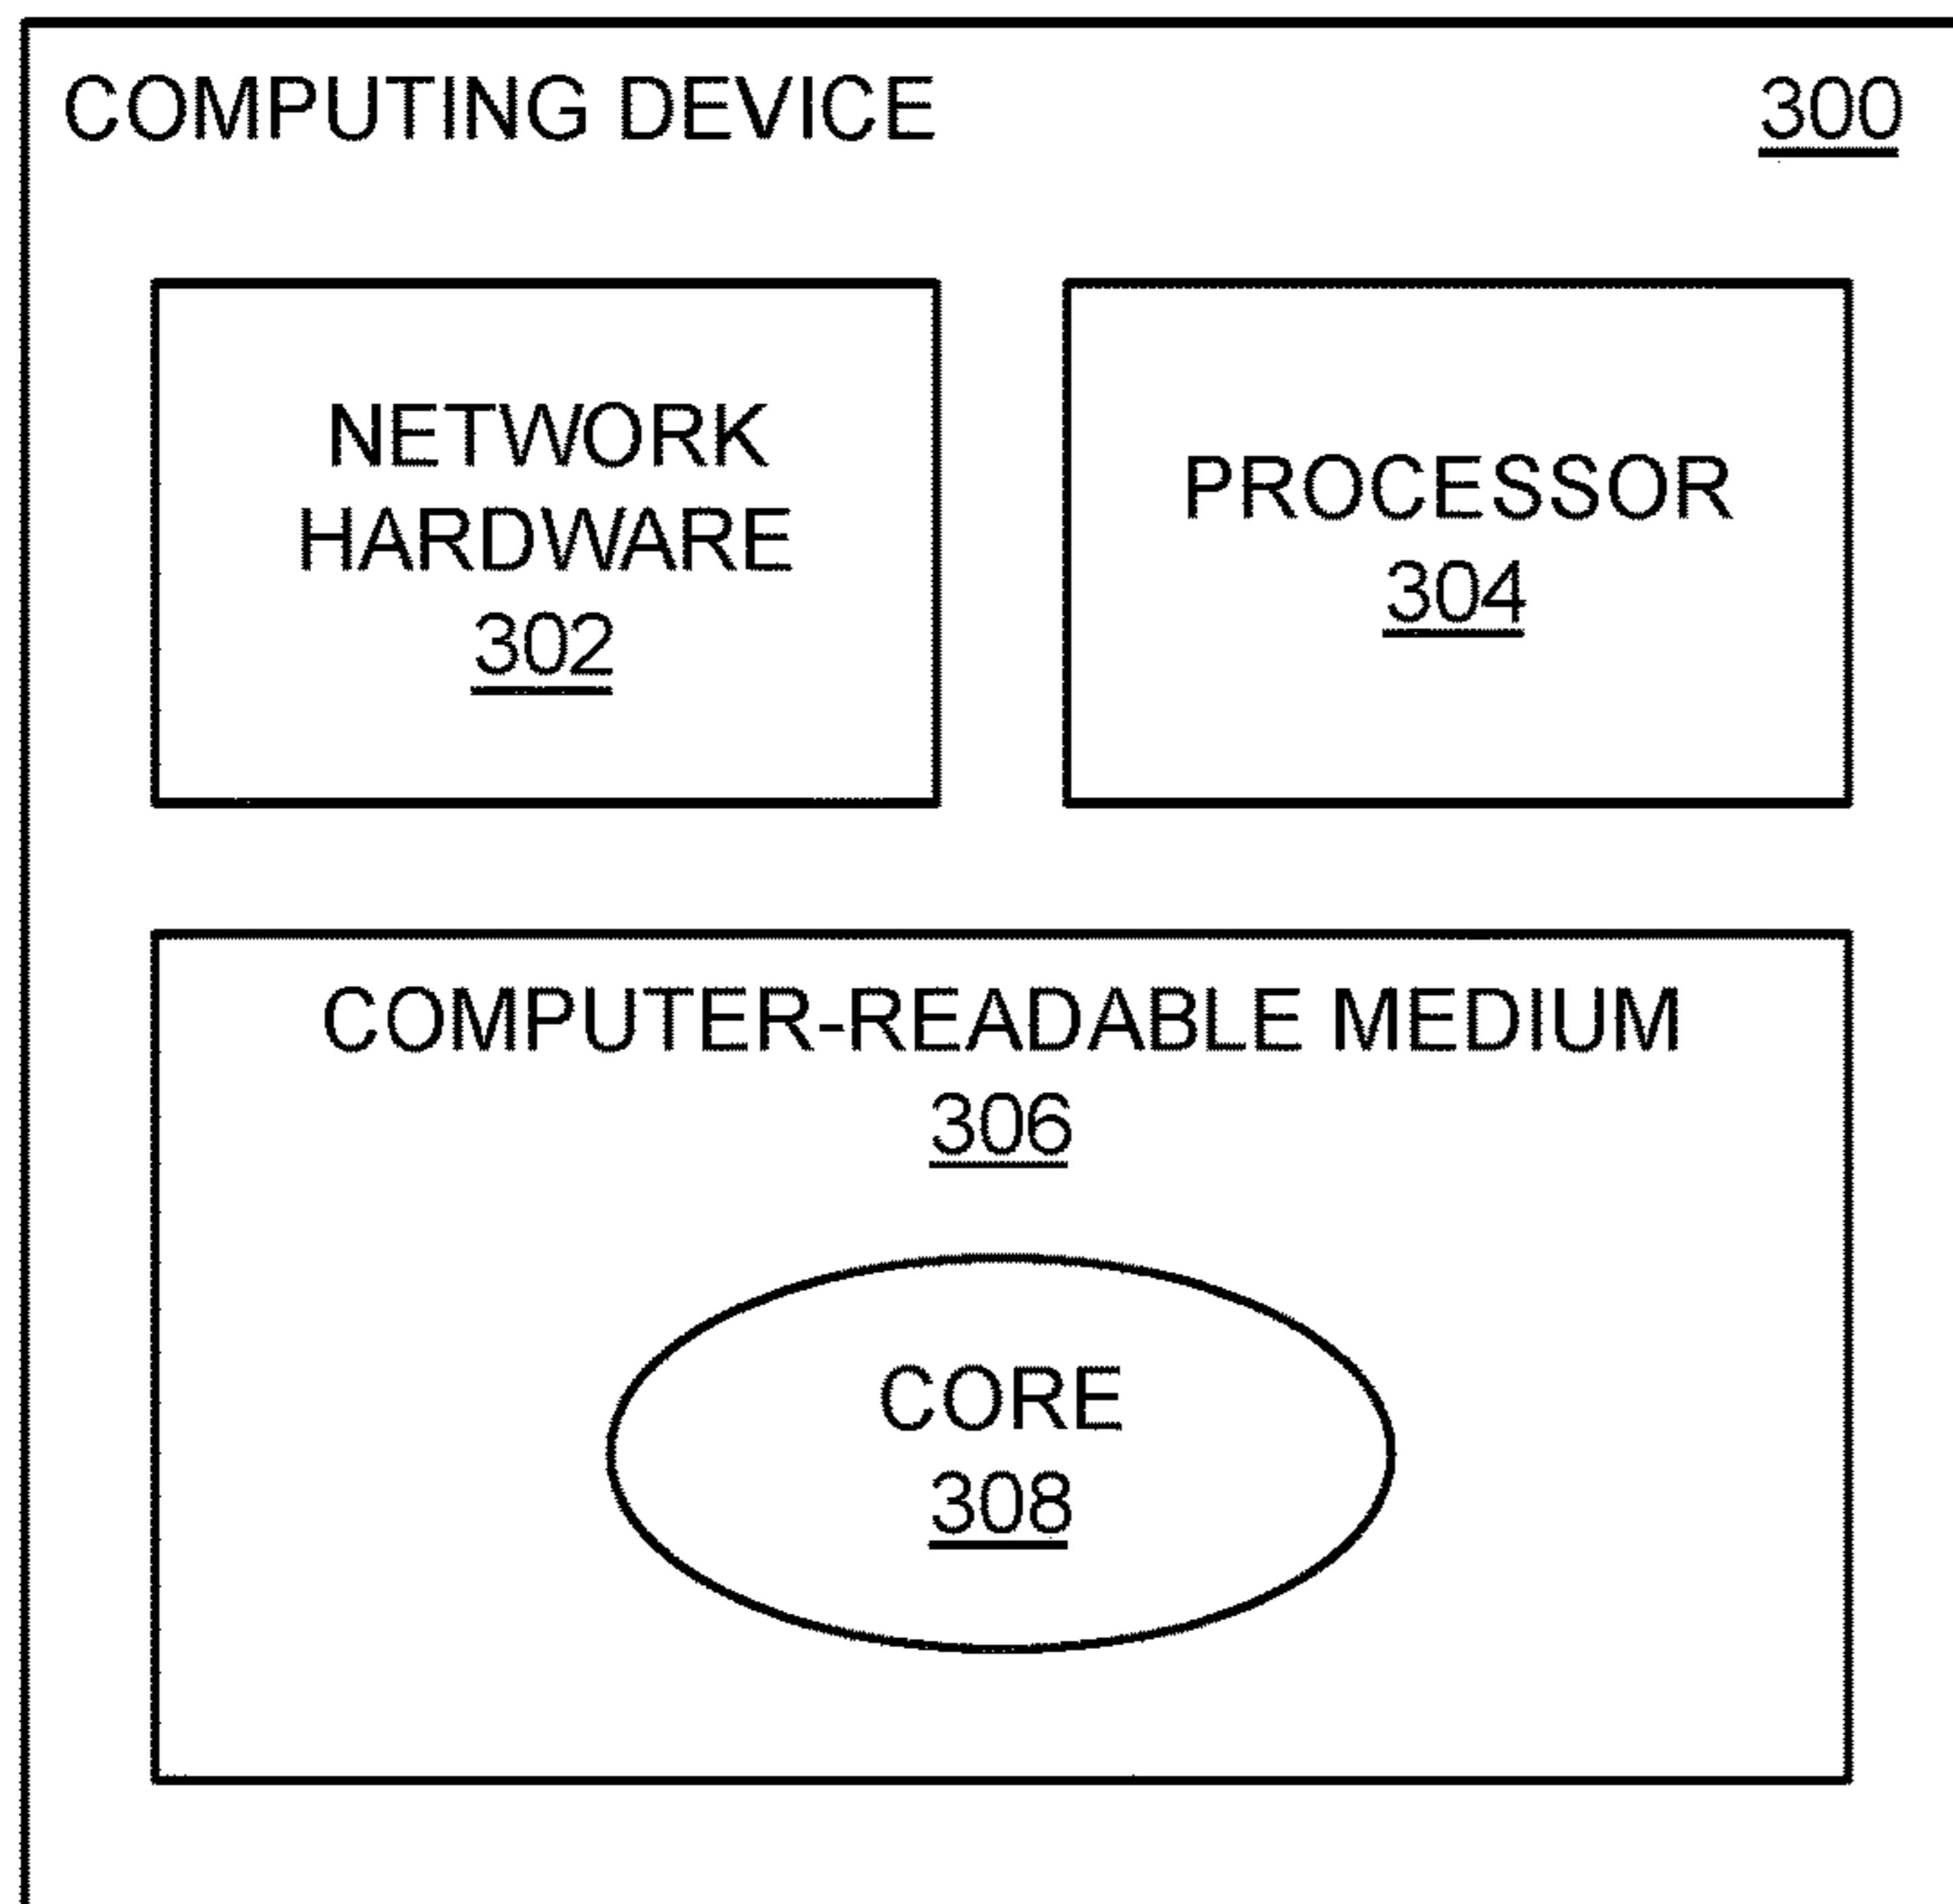 COMPUTING DEVICE 300
NETWORK
HARDWARE
302
PROCESSOR
304
COMPUTER-READABLE MEDIUM
306
CORE
308